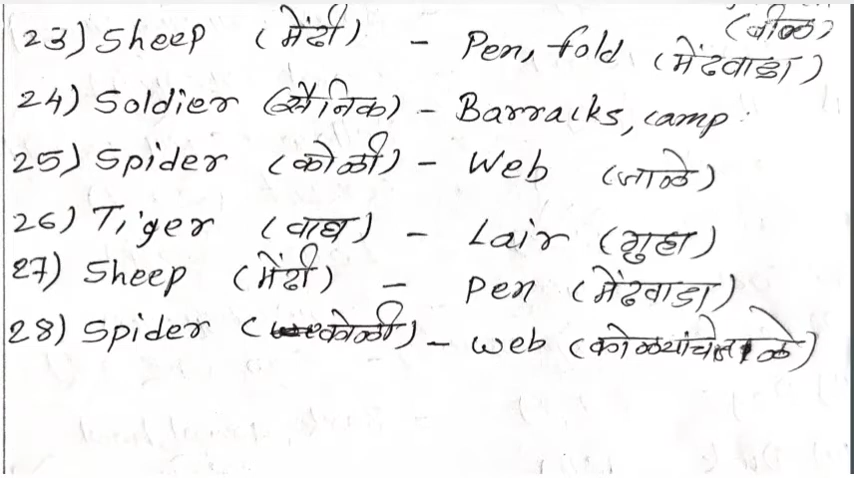 (बीळ)
23) Sheep (मेंढी) - Pen, fold (मेंढवाडा)
24) Soldier (सैनिक) - Barracks, camp.
25) Spider (कोळी) - Web (जाळे)
26) Tiger (वाघ) - Lair (गुहा)
27) Sheep (मेंढी) - Pen (मेंढवाडा)
28) Spider (कोळी) - web (कोळ्यांचे जाळे)